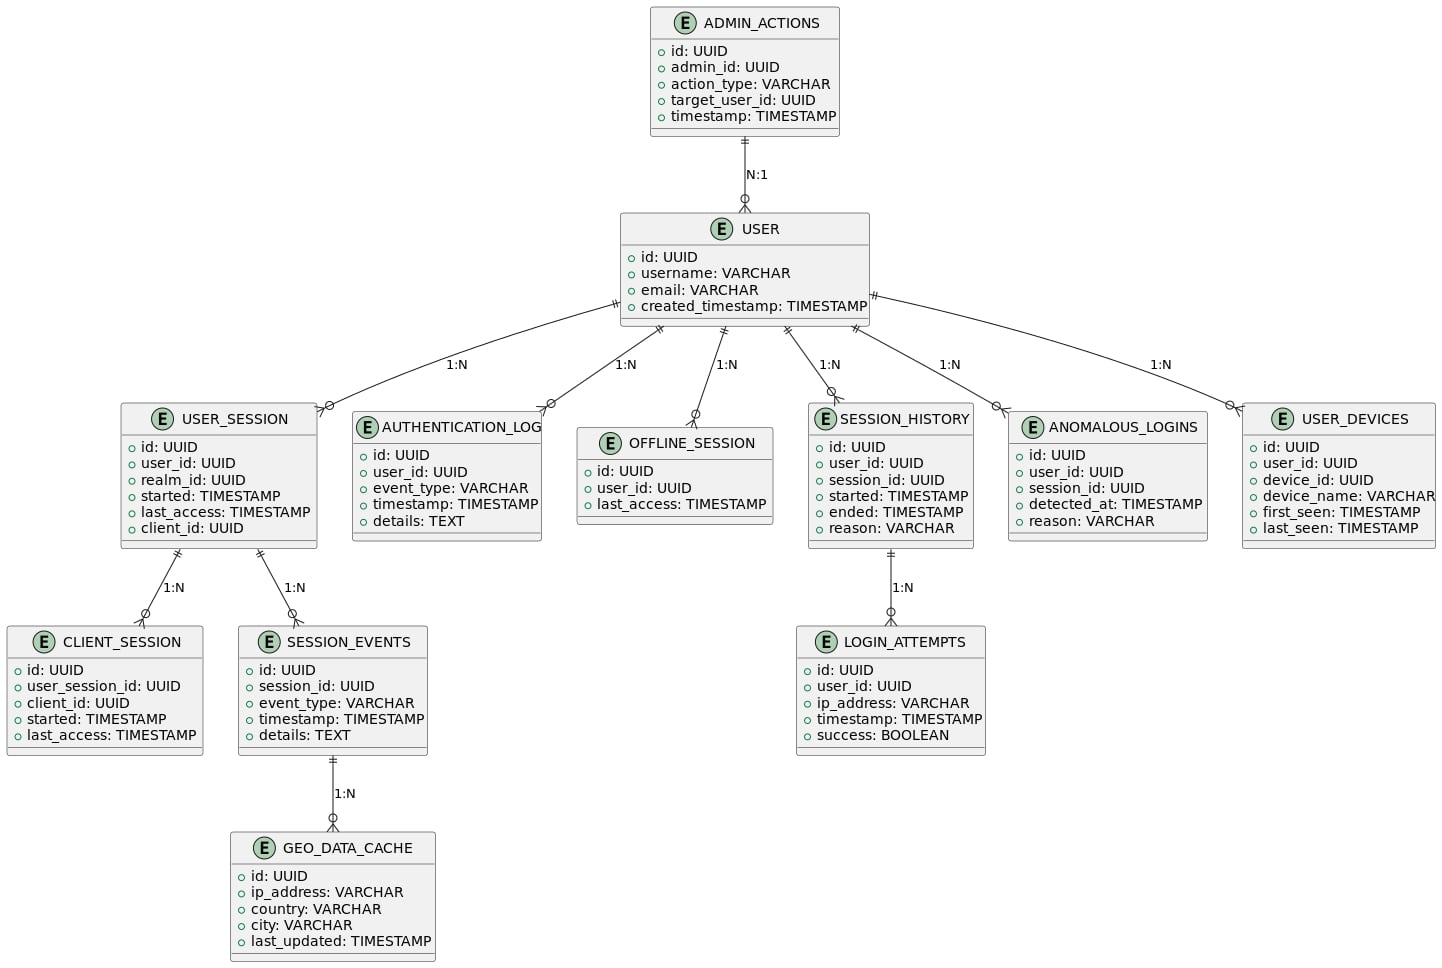 E ADMIN_ACTIONS
id: UUID
admin_id: UUID
action_type: VARCHAR
target_user_id: UUID
timestamp: TIMESTAMP
N:1
E USER
id: UUID
username: VARCHAR
email: VARCHAR
created_timestamp: TIMESTAMP
1:N
1:N
1:N
1:N
1:N
1:N
E USER_SESSION
id: UUID
user_id: UUID
realm_id: UUID
started: TIMESTAMP
last_access: TIMESTAMP
client_id: UUID
E AUTHENTICATION_LOG
id: UUID
user_id: UUID
event_type: VARCHAR
timestamp: TIMESTAMP
details: TEXT
E OFFLINE_SESSION
id: UUID
user_id: UUID
last_access: TIMESTAMP
E SESSION_HISTORY
id: UUID
user_id: UUID
session_id: UUID
started: TIMESTAMP
ended: TIMESTAMP
reason: VARCHAR
E ANOMALOUS_LOGINS
id: UUID
user_id: UUID
session_id: UUID
detected_at: TIMESTAMP
reason: VARCHAR
E USER_DEVICES
id: UUID
user_id: UUID
device_id: UUID
device_name: VARCHAR
first_seen: TIMESTAMP
last_seen: TIMESTAMP
1:N
1:N
1:N
E CLIENT_SESSION
id: UUID
user_session_id: UUID
client_id: UUID
started: TIMESTAMP
last_access: TIMESTAMP
E SESSION_EVENTS
id: UUID
session_id: UUID
event_type: VARCHAR
timestamp: TIMESTAMP
details: TEXT
E LOGIN_ATTEMPTS
id: UUID
user_id: UUID
ip_address: VARCHAR
timestamp: TIMESTAMP
success: BOOLEAN
1:N
E GEO_DATA_CACHE
id: UUID
ip_address: VARCHAR
country: VARCHAR
city: VARCHAR
last_updated: TIMESTAMP